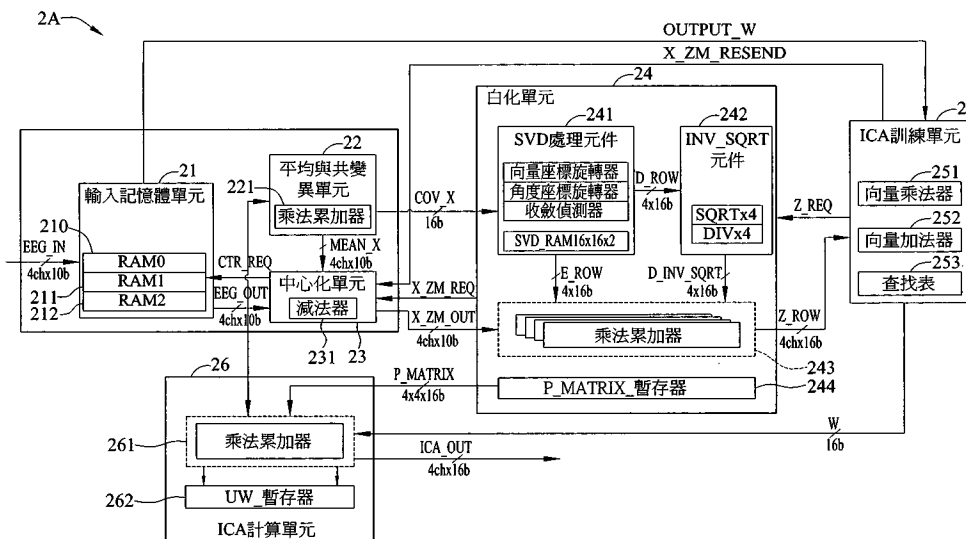 2A
OUTPUT_W
X_ZM_RESEND
24
白化單元
241
SVD處理元件
向量座標旋轉器
角度座標旋轉器
收斂偵測器
SVD_RAM16x16x2
D_ROW
4x16b
242
INV_SQRT
元件
SQRTx4
DIVx4
2
ICA訓練單元
251
向量乘法器
252
向量加法器
253
查找表
Z_REQ
22
平均與共變
異單元
221
乘法累加器
COV_X
16b
21
輸入記憶體單元
210
RAM0
RAM1
RAM2
211
212
EEG_IN
4chx10b
MEAN_X
4chx10b
CTR_REQ
EEG_OUT
4chx10b
中心化單元
減法器
231
23
X_ZM_REQ
X_ZM_OUT
4chx10b
E_ROW
4x16b
D_INV_SQRT
4x16b
乘法累加器
243
Z_ROW
4chx16b
P_MATRIX_暫存器
244
P_MATRIX
4x4x16b
W
16b
26
261
乘法累加器
ICA_OUT
4chx16b
262
UW_暫存器
ICA計算單元